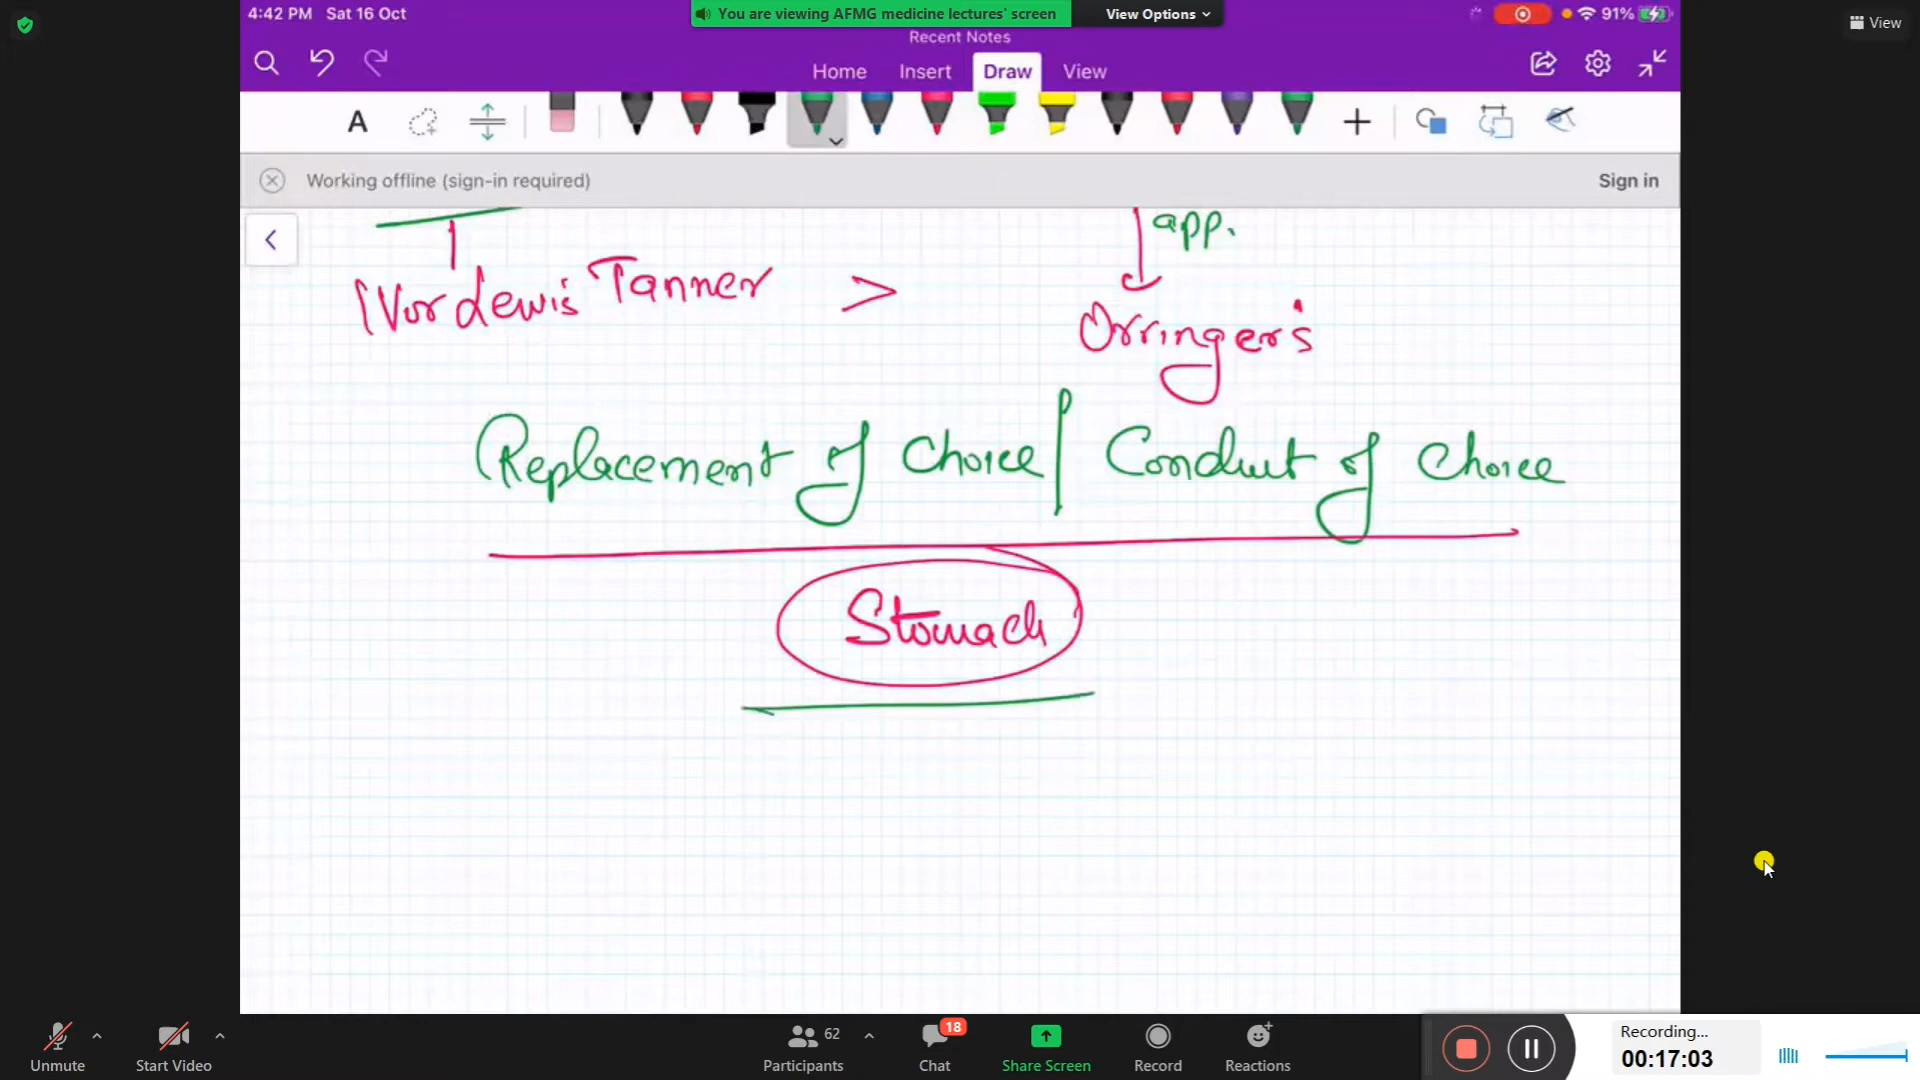 4:42 PM Sat 16 Oct
You are viewing AFMG medicine lectures' screen
View Options
91%
View
Recent Notes
Home Insert Draw View
A
Working offline (sign-in required)
Sign in
app.
IVor Lewis Tanner >
Orringer's
Replacement of Choice | Conduit of Choice
Stomach
Unmute
Start Video
62
Participants
18
Chat
Share Screen
Record
Reactions
Recording...
00:17:03